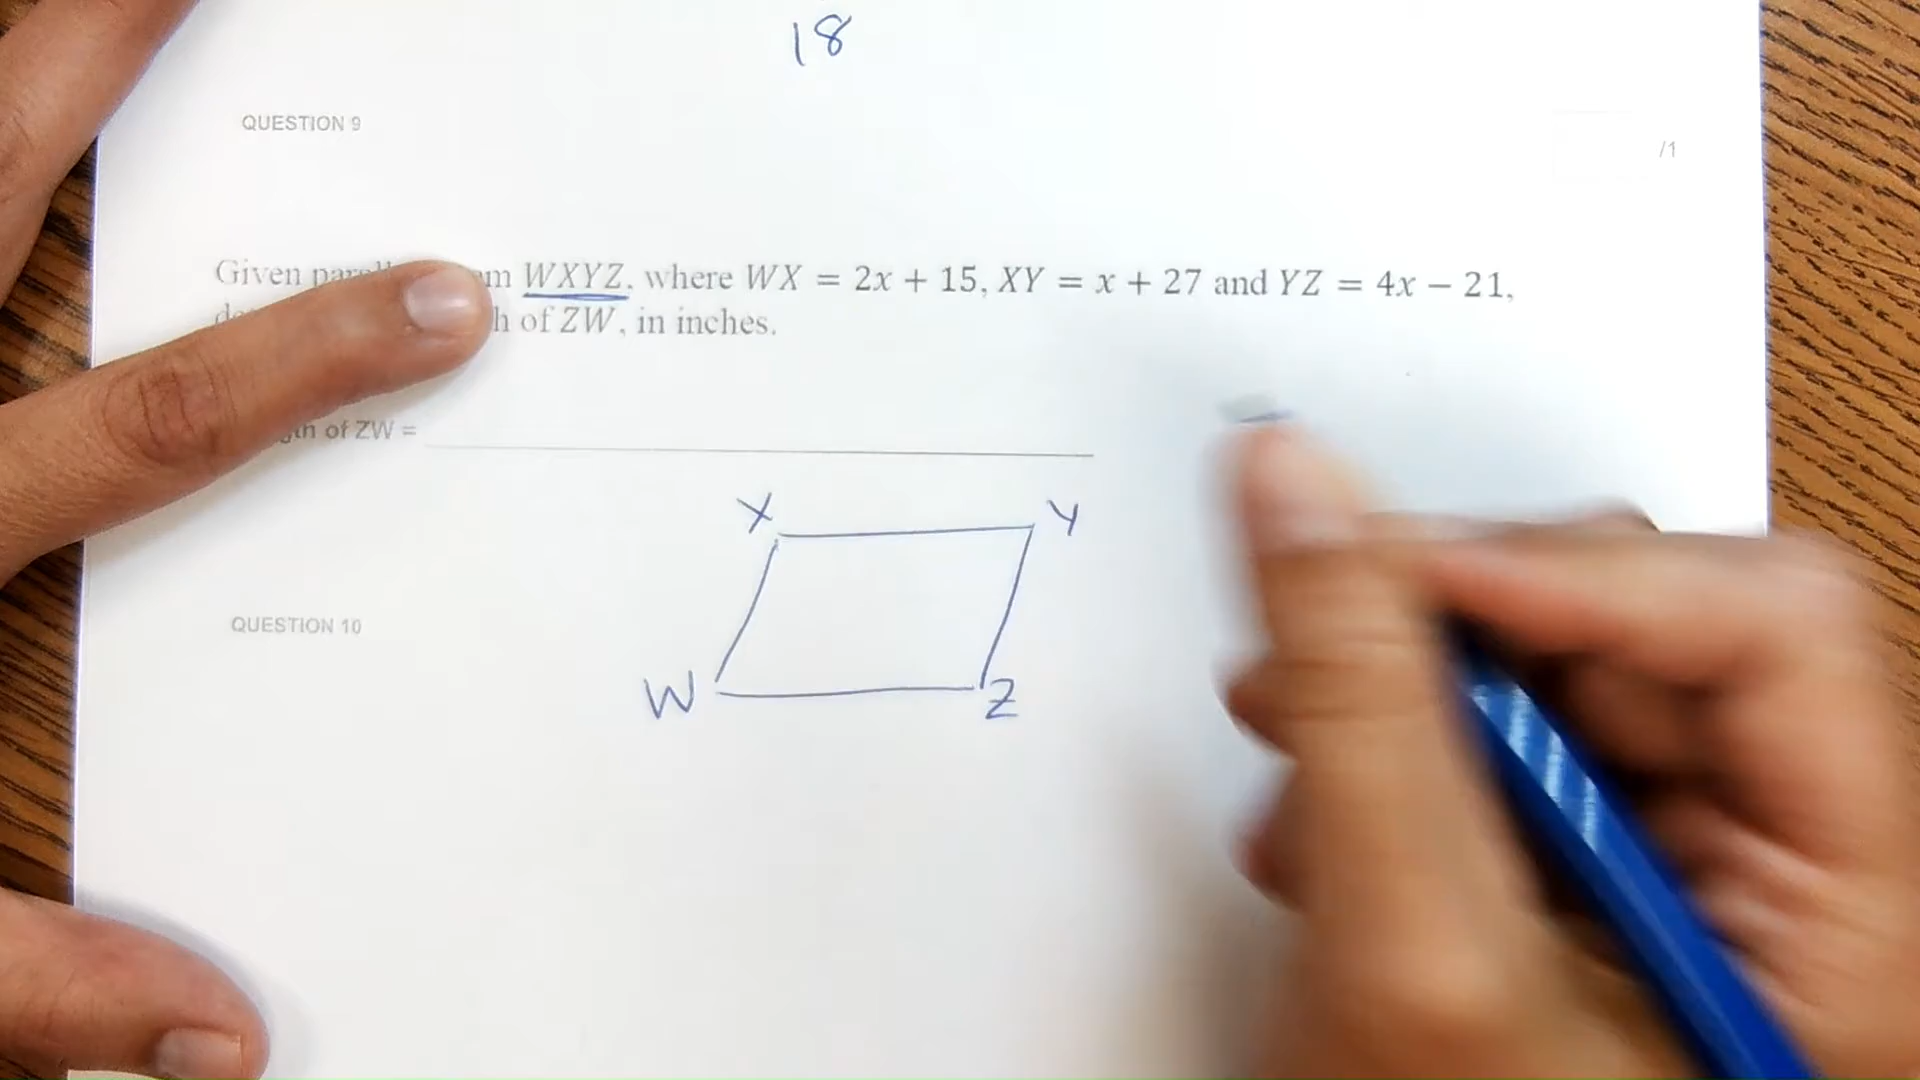 18
QUESTION 9
/1
Given WXYZ, where WX = 2x + 15, XY = x + 27 and YZ = 4x − 21,
of ZW, in inches.
of ZW =
X Y
QUESTION 10
W Z